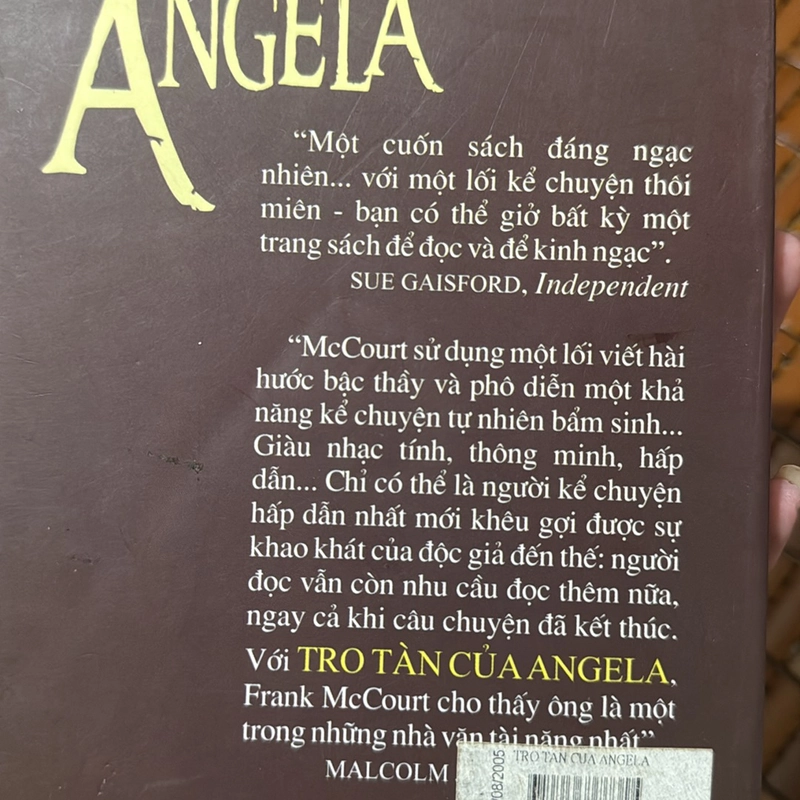 ANGELA
“Một cuốn sách đáng ngạc
nhiên... với một lối kể chuyện thôi
miên - bạn có thể giở bất kỳ một
trang sách để đọc và để kinh ngạc”.
SUE GAISFORD, Independent
“McCourt sử dụng một lối viết hài
hước bậc thầy và phô diễn một khả
năng kể chuyện tự nhiên bẩm sinh...
Giàu nhạc tính, thông minh, hấp
dẫn... Chỉ có thể là người kể chuyện
hấp dẫn nhất mới khêu gợi được sự
khao khát của độc giả đến thế: người
đọc vẫn còn nhu cầu đọc thêm nữa,
ngay cả khi câu chuyện đã kết thúc.
Với TRO TÀN CỦA ANGELA,
Frank McCourt cho thấy ông là một
trong những nhà văn tài năng nhất”
MALCOLM
TRO TAN CUA ANGELA
08/2005